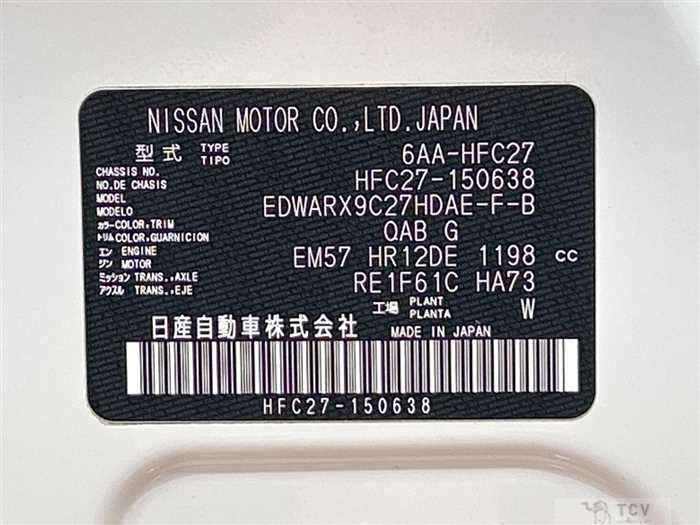 NISSAN MOTOR CO.,LTD.JAPAN
型式 TYPE TIPO 6AA-HFC27
CHASSIS NO.
NO.DE CHASIS HFC27-150638
MODEL
MODELO EDWARX9C27HDAE-F-B
カラー COLOR,TRIM
トリム COLOR,GUARNICION QAB G
エン ENGINE
ジン MOTOR EM57 HR12DE 1198 cc
ミッション TRANS.,AXLE
アクスル TRANS.,EJE RE1F61C HA73
工場 PLANT PLANTA W
日産自動車株式会社 MADE IN JAPAN
HFC27-150638
TCV